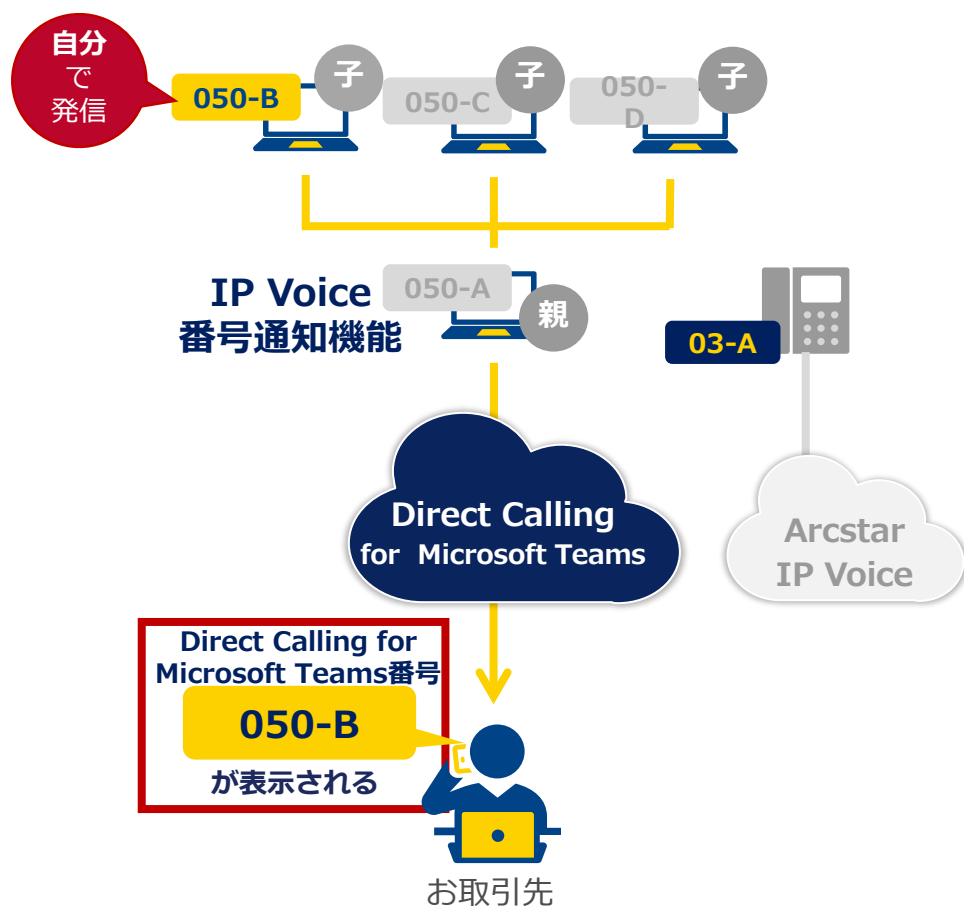 自分
で
発信
050-B
子
050-C
子
050-
D
子
IP Voice
番号通知機能
050-A
親
03-A
Direct Calling
for Microsoft Teams
Arcstar
IP Voice
Direct Calling for
Microsoft Teams番号
050-B
が表示される
お取引先